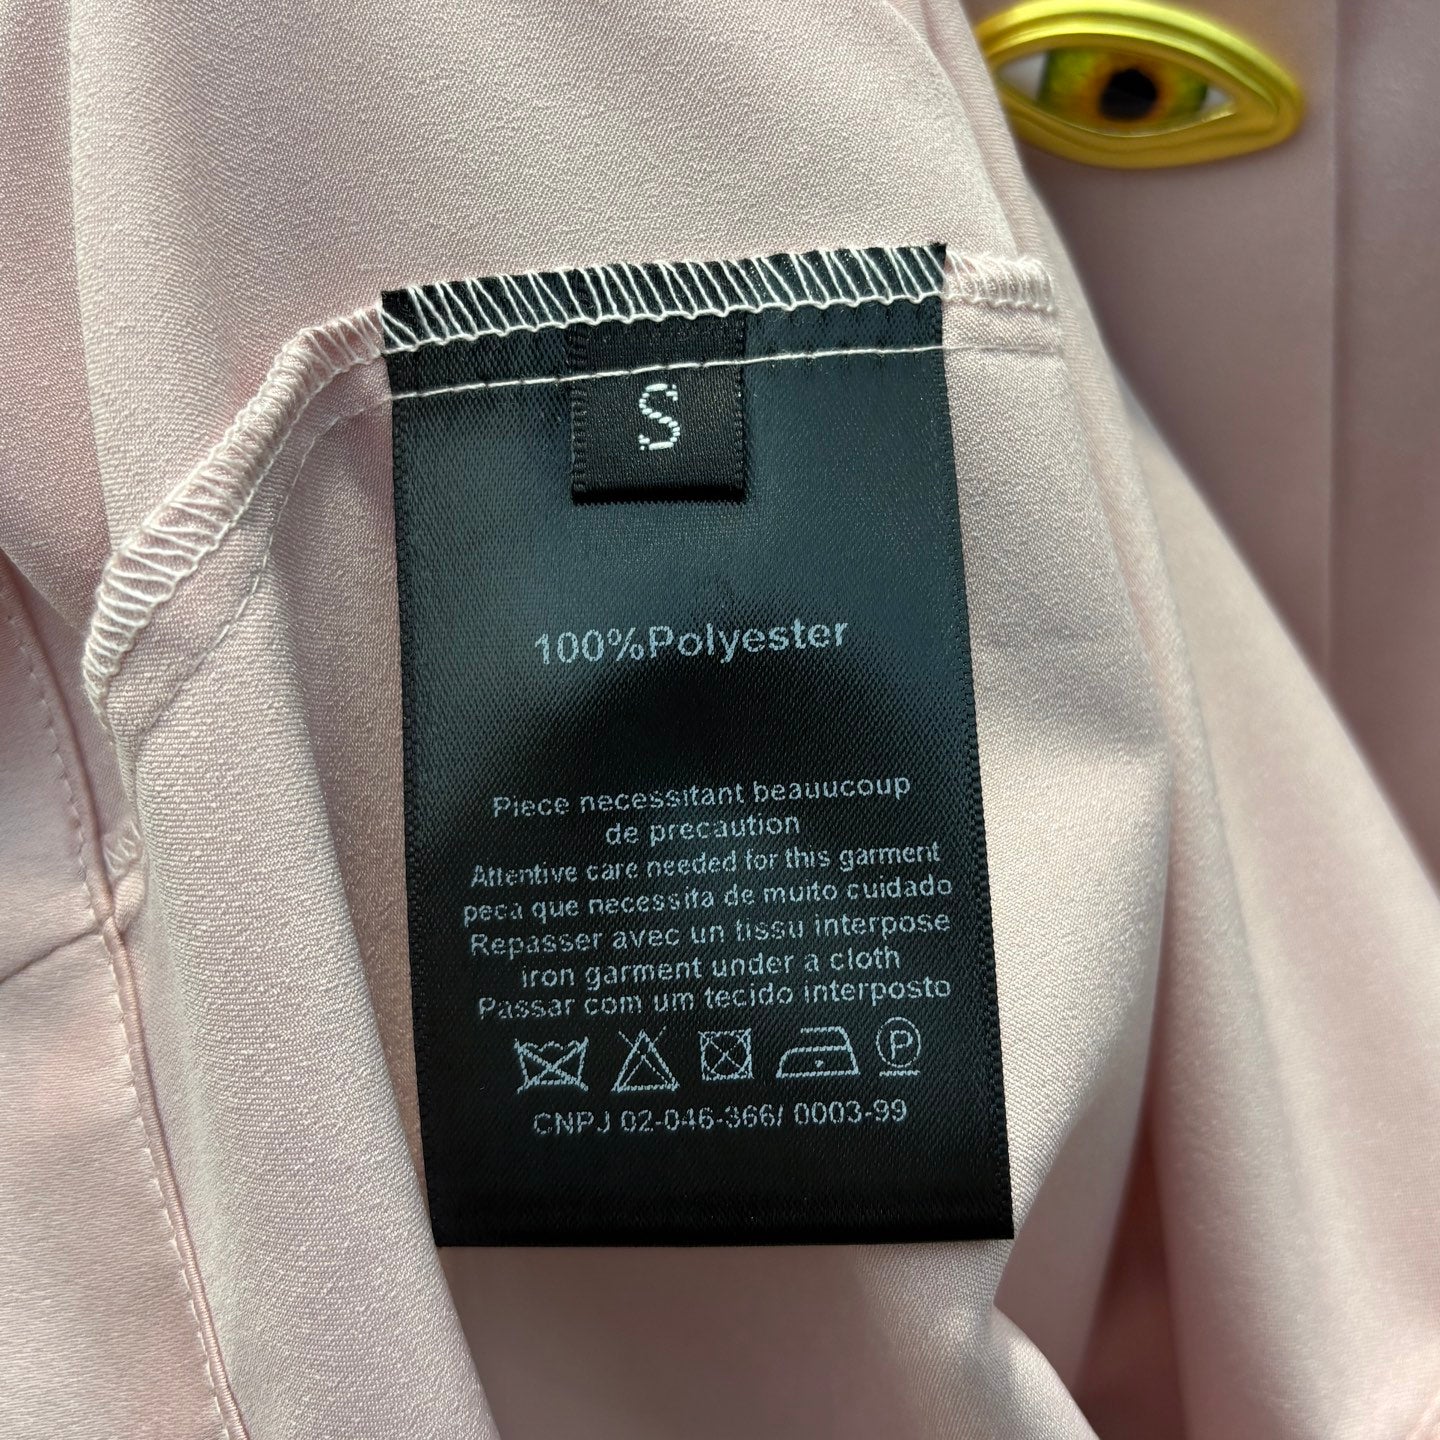 S
100%Polyester
Piece necessitant beauucoup
de precaution
Attentive care needed for this garment
peca que necessita de muito cuidado
Repasser avec un tissu interpose
iron garment under a cloth
Passar com um tecido interposto
P
CNPJ 02-046-366/ 0003-99